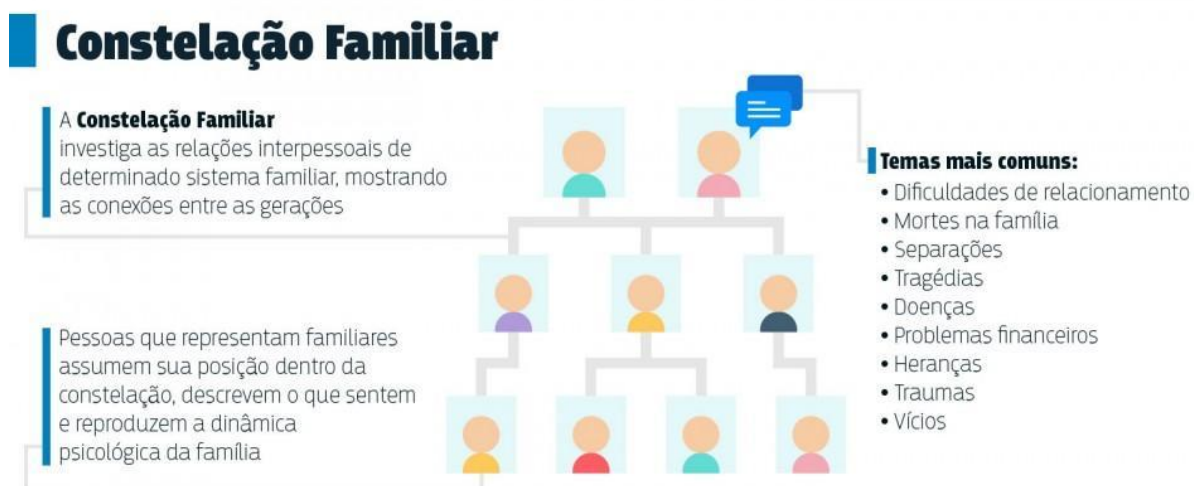 Constelação Familiar
A Constelação Familiar
investiga as relações interpessoais de
determinado sistema familiar, mostrando
as conexões entre as gerações
Pessoas que representam familiares
assumem sua posição dentro da
constelação, descrevem o que sentem
e reproduzem a dinâmica
psicológica da família
Temas mais comuns:
• Dificuldades de relacionamento
• Mortes na família
• Separações
• Tragédias
• Doenças
• Problemas financeiros
• Heranças
• Traumas
• Vícios